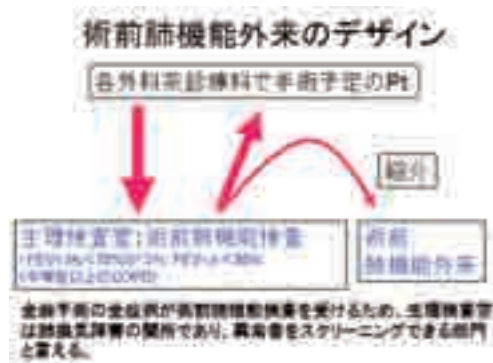 術前肺機能外来のデザイン
各外科系診療科で手術予定のPt
紹介
生理検査室;術前肺機能検査
術前
肺機能外来
全麻手術の全症例が術前肺機能検査を受けるため、生理検査室
は肺換気障害の関所であり、異常者をスクリーニングできる部門
と言える。